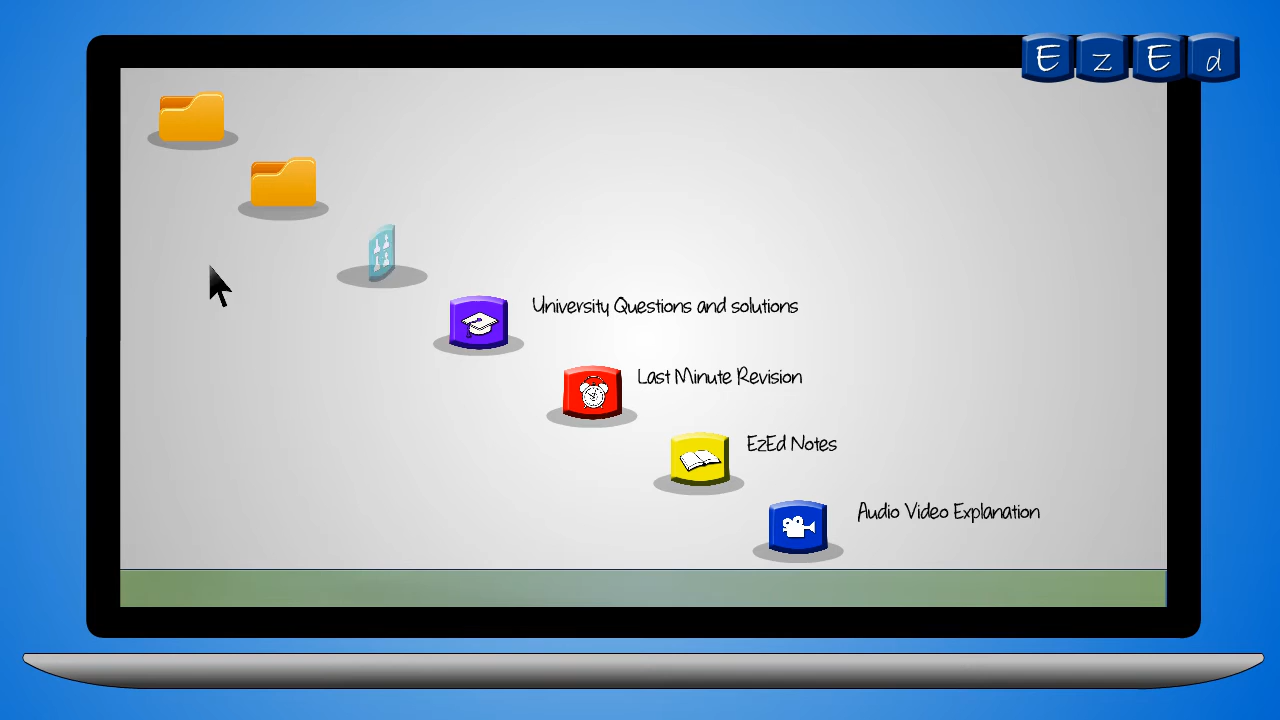 EzEd
University Questions and solutions
Last Minute Revision
EzEd Notes
Audio Video Explanation